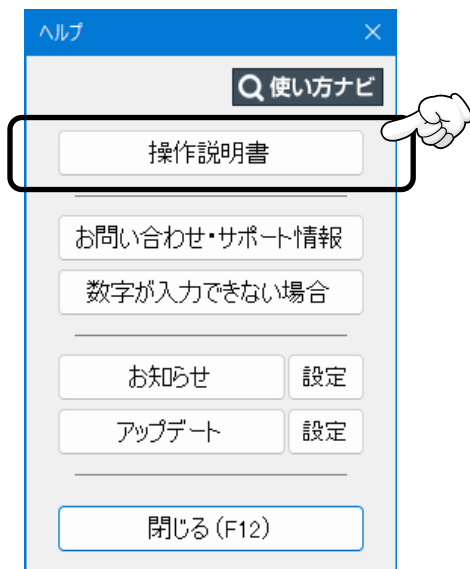 ヘルプ
使い方ナビ
操作説明書
お問い合わせ・サポート情報
数字が入力できない場合
お知らせ 設定
アップデート 設定
閉じる(F12)